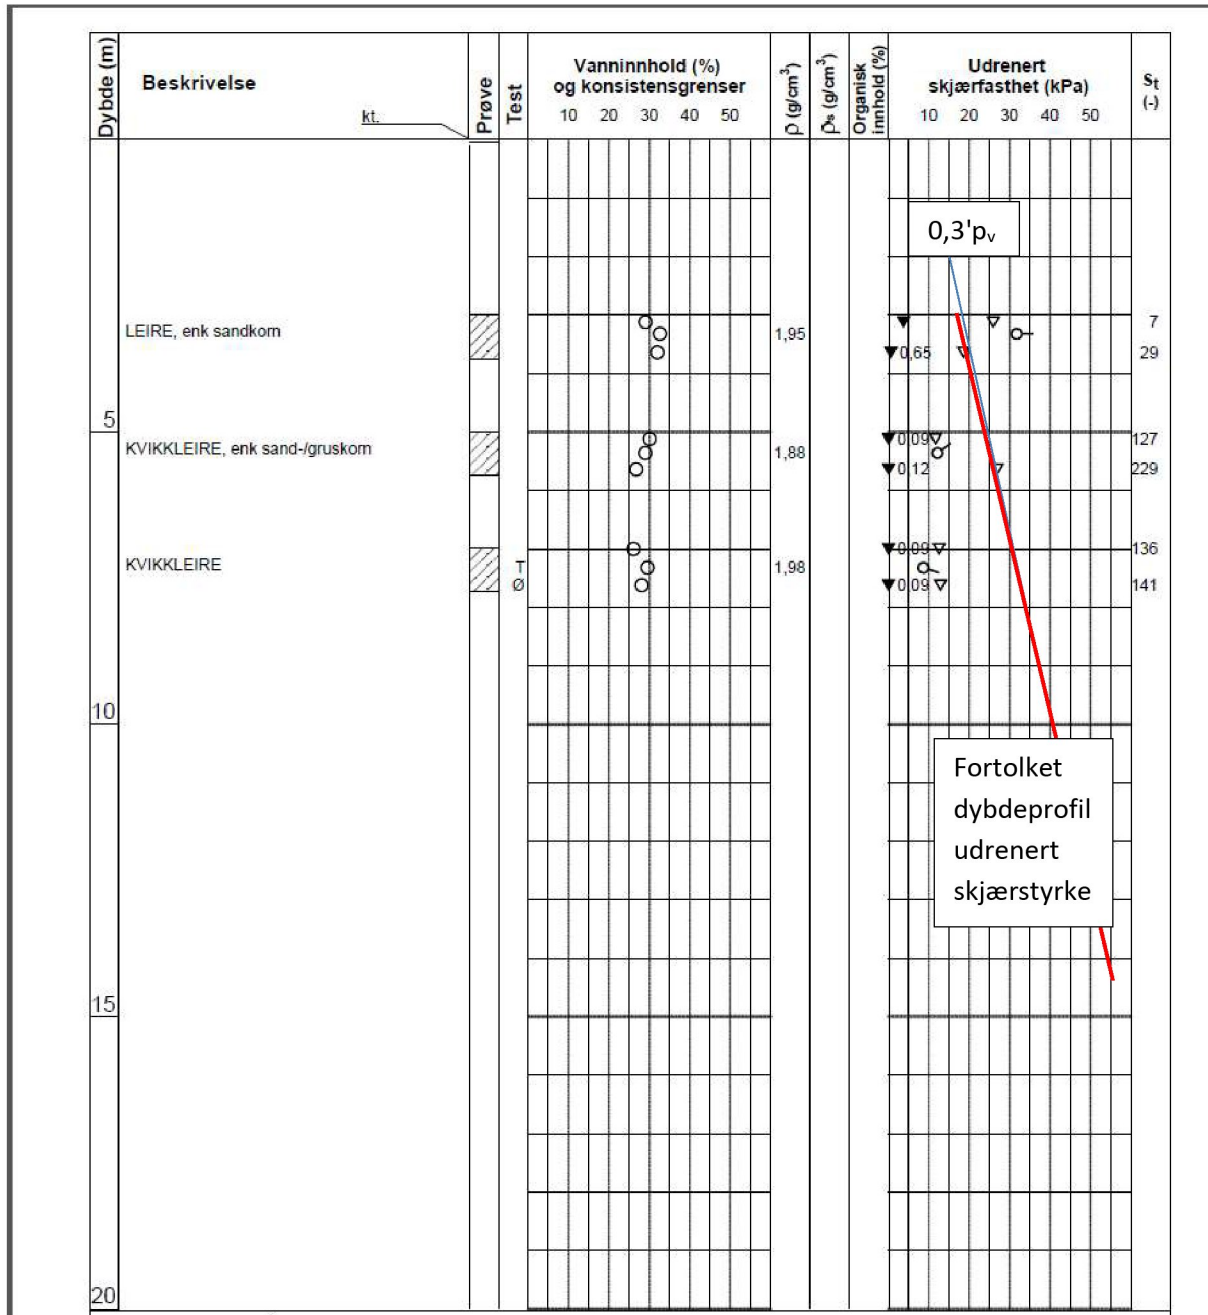 Dybde (m)
Beskrivelse
kt.
Prøve
Test
Vanninnhold (%)
og konsistensgrenser
10 20 30 40 50
ρ (g/cm³)
ρs (g/cm³)
Organisk
innhold (%)
Udrenert
skjærfasthet (kPa)
10 20 30 40 50
St
(-)
0,3'pv
LEIRE, enk sandkorn
1,95
7
0,65
29
5
KVIKKLEIRE, enk sand-/gruskorn
1,88
0,09
127
0,12
229
KVIKKLEIRE
T
Ø
1,98
0,09
136
0,09
141
10
Fortolket
dybdeprofil
udrenert
skjærstyrke
15
20